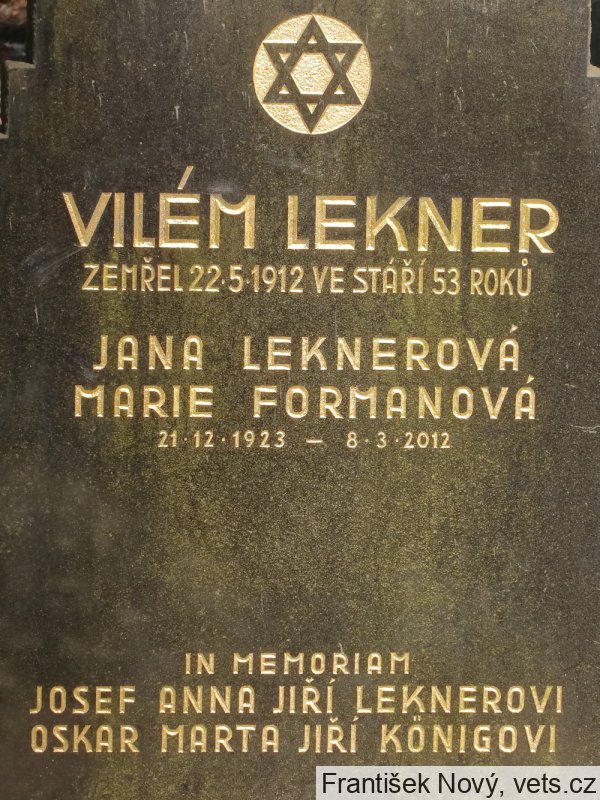 VILÉM LEKNER
ZEMŘEL 22·5·1912 VE STÁŘÍ 53 ROKŮ
JANA LEKNEROVÁ
MARIE FORMANOVÁ
21·12·1923 — 8·3·2012
IN MEMORIAM
JOSEF ANNA JIŘÍ LEKNEROVI
OSKAR MARTA JIŘÍ KÖNIGOVI
František Nový, vets.cz